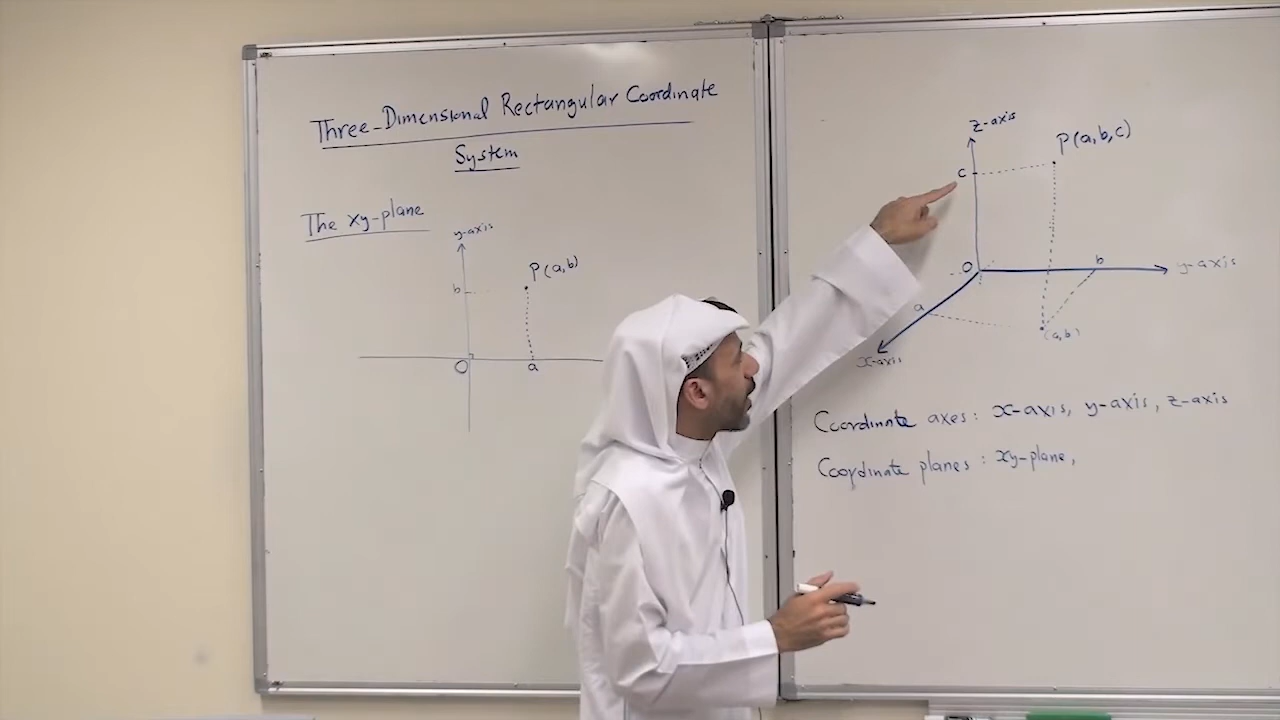 Three-Dimensional Rectangular Coordinate
System
The xy-plane
y-axis
P(a,b)
b
O
a
z-axis
P(a,b,c)
c
O
b
y-axis
a
(a,b)
x-axis
Coordinate axes: x-axis, y-axis, z-axis
Coordinate planes: xy-plane,